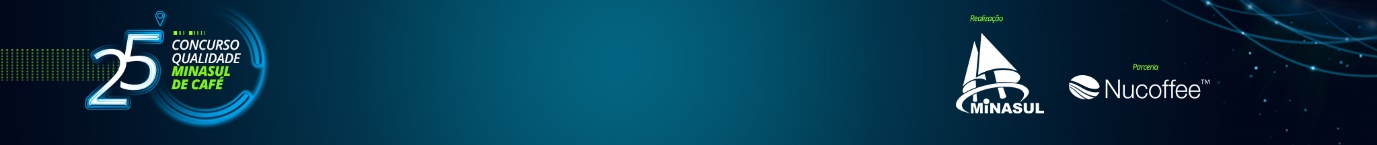 25
CONCURSO
QUALIDADE
MINASUL
DE CAFÉ
Realização
MINASUL
Parceria
Nucoffee™